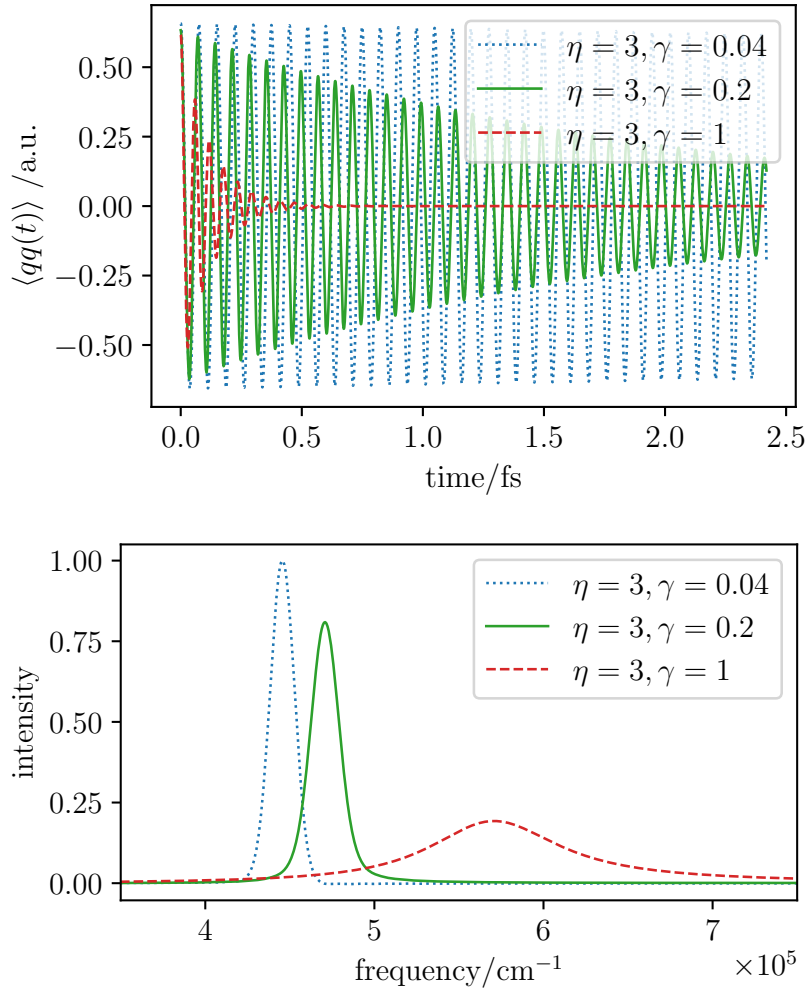 0.50
0.25
0.00
−0.25
−0.50
⟨qq(t)⟩ /a.u.
η = 3, γ = 0.04
η = 3, γ = 0.2
η = 3, γ = 1
0.0 0.5 1.0 1.5 2.0 2.5
time/fs
1.00
0.75
0.50
0.25
0.00
intensity
η = 3, γ = 0.04
η = 3, γ = 0.2
η = 3, γ = 1
4 5 6 7
×10⁵
frequency/cm⁻¹